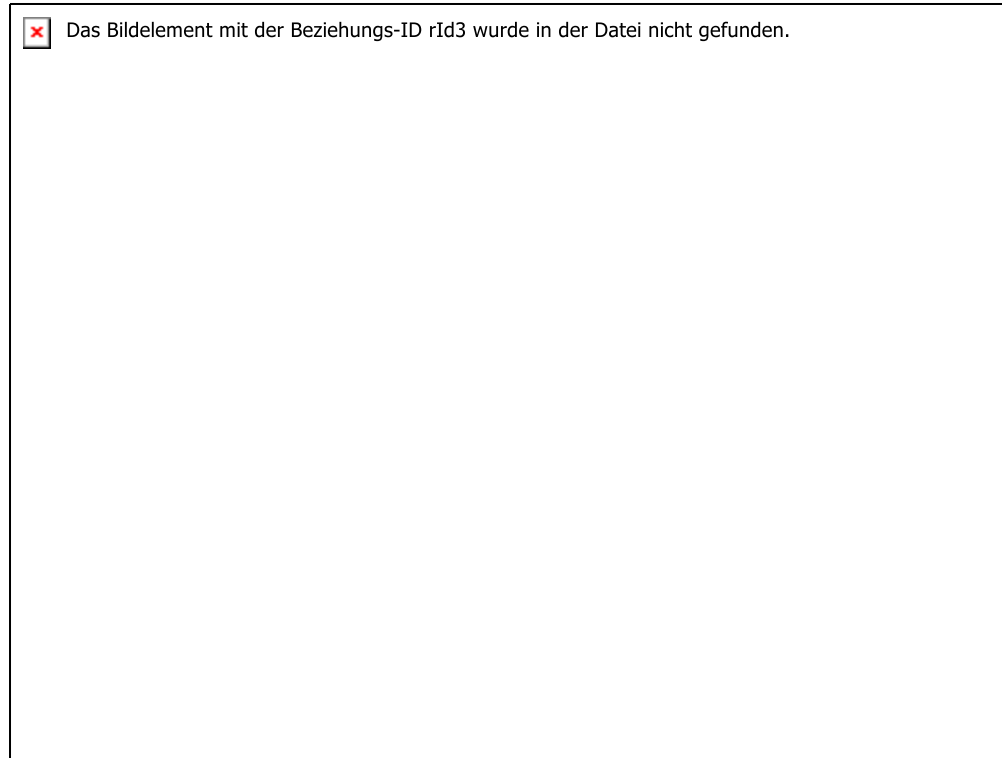 Das Bildelement mit der Beziehungs-ID rId3 wurde in der Datei nicht gefunden.